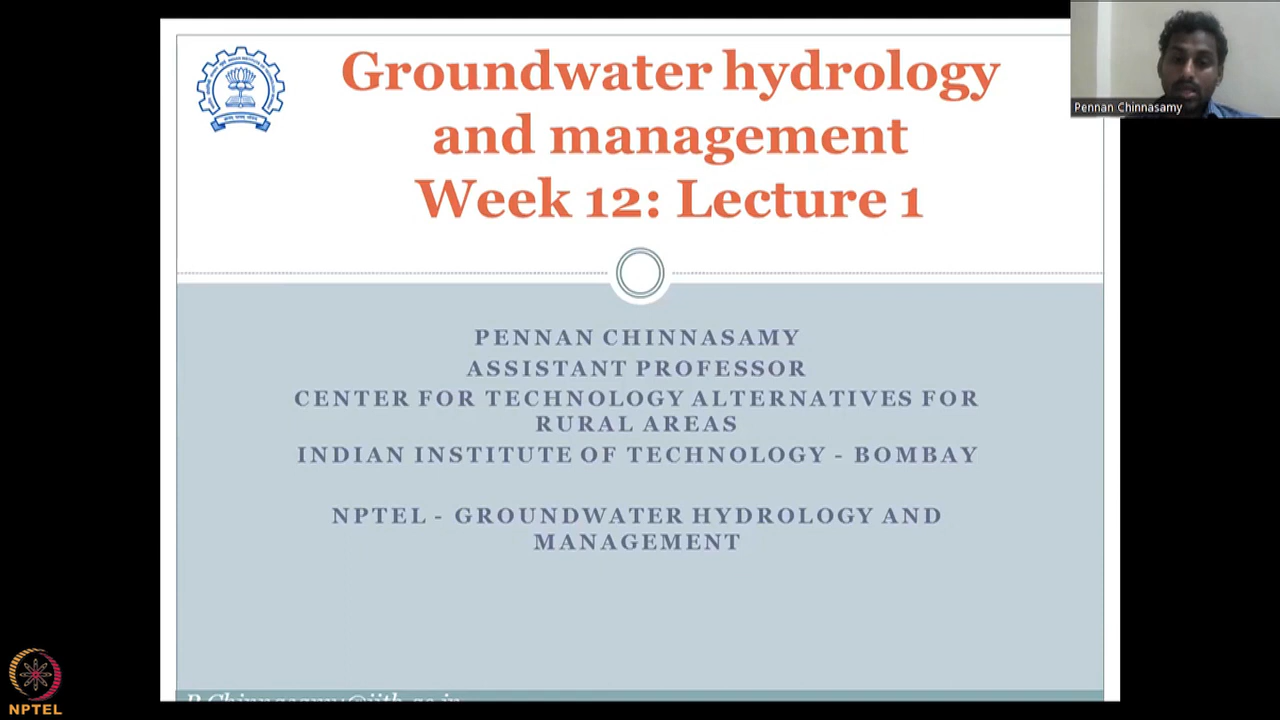 Groundwater hydrology
and management
Week 12: Lecture 1
Pennan Chinnasamy
PENNAN CHINNASAMY
ASSISTANT PROFESSOR
CENTER FOR TECHNOLOGY ALTERNATIVES FOR
RURAL AREAS
INDIAN INSTITUTE OF TECHNOLOGY - BOMBAY
NPTEL - GROUNDWATER HYDROLOGY AND
MANAGEMENT
NPTEL